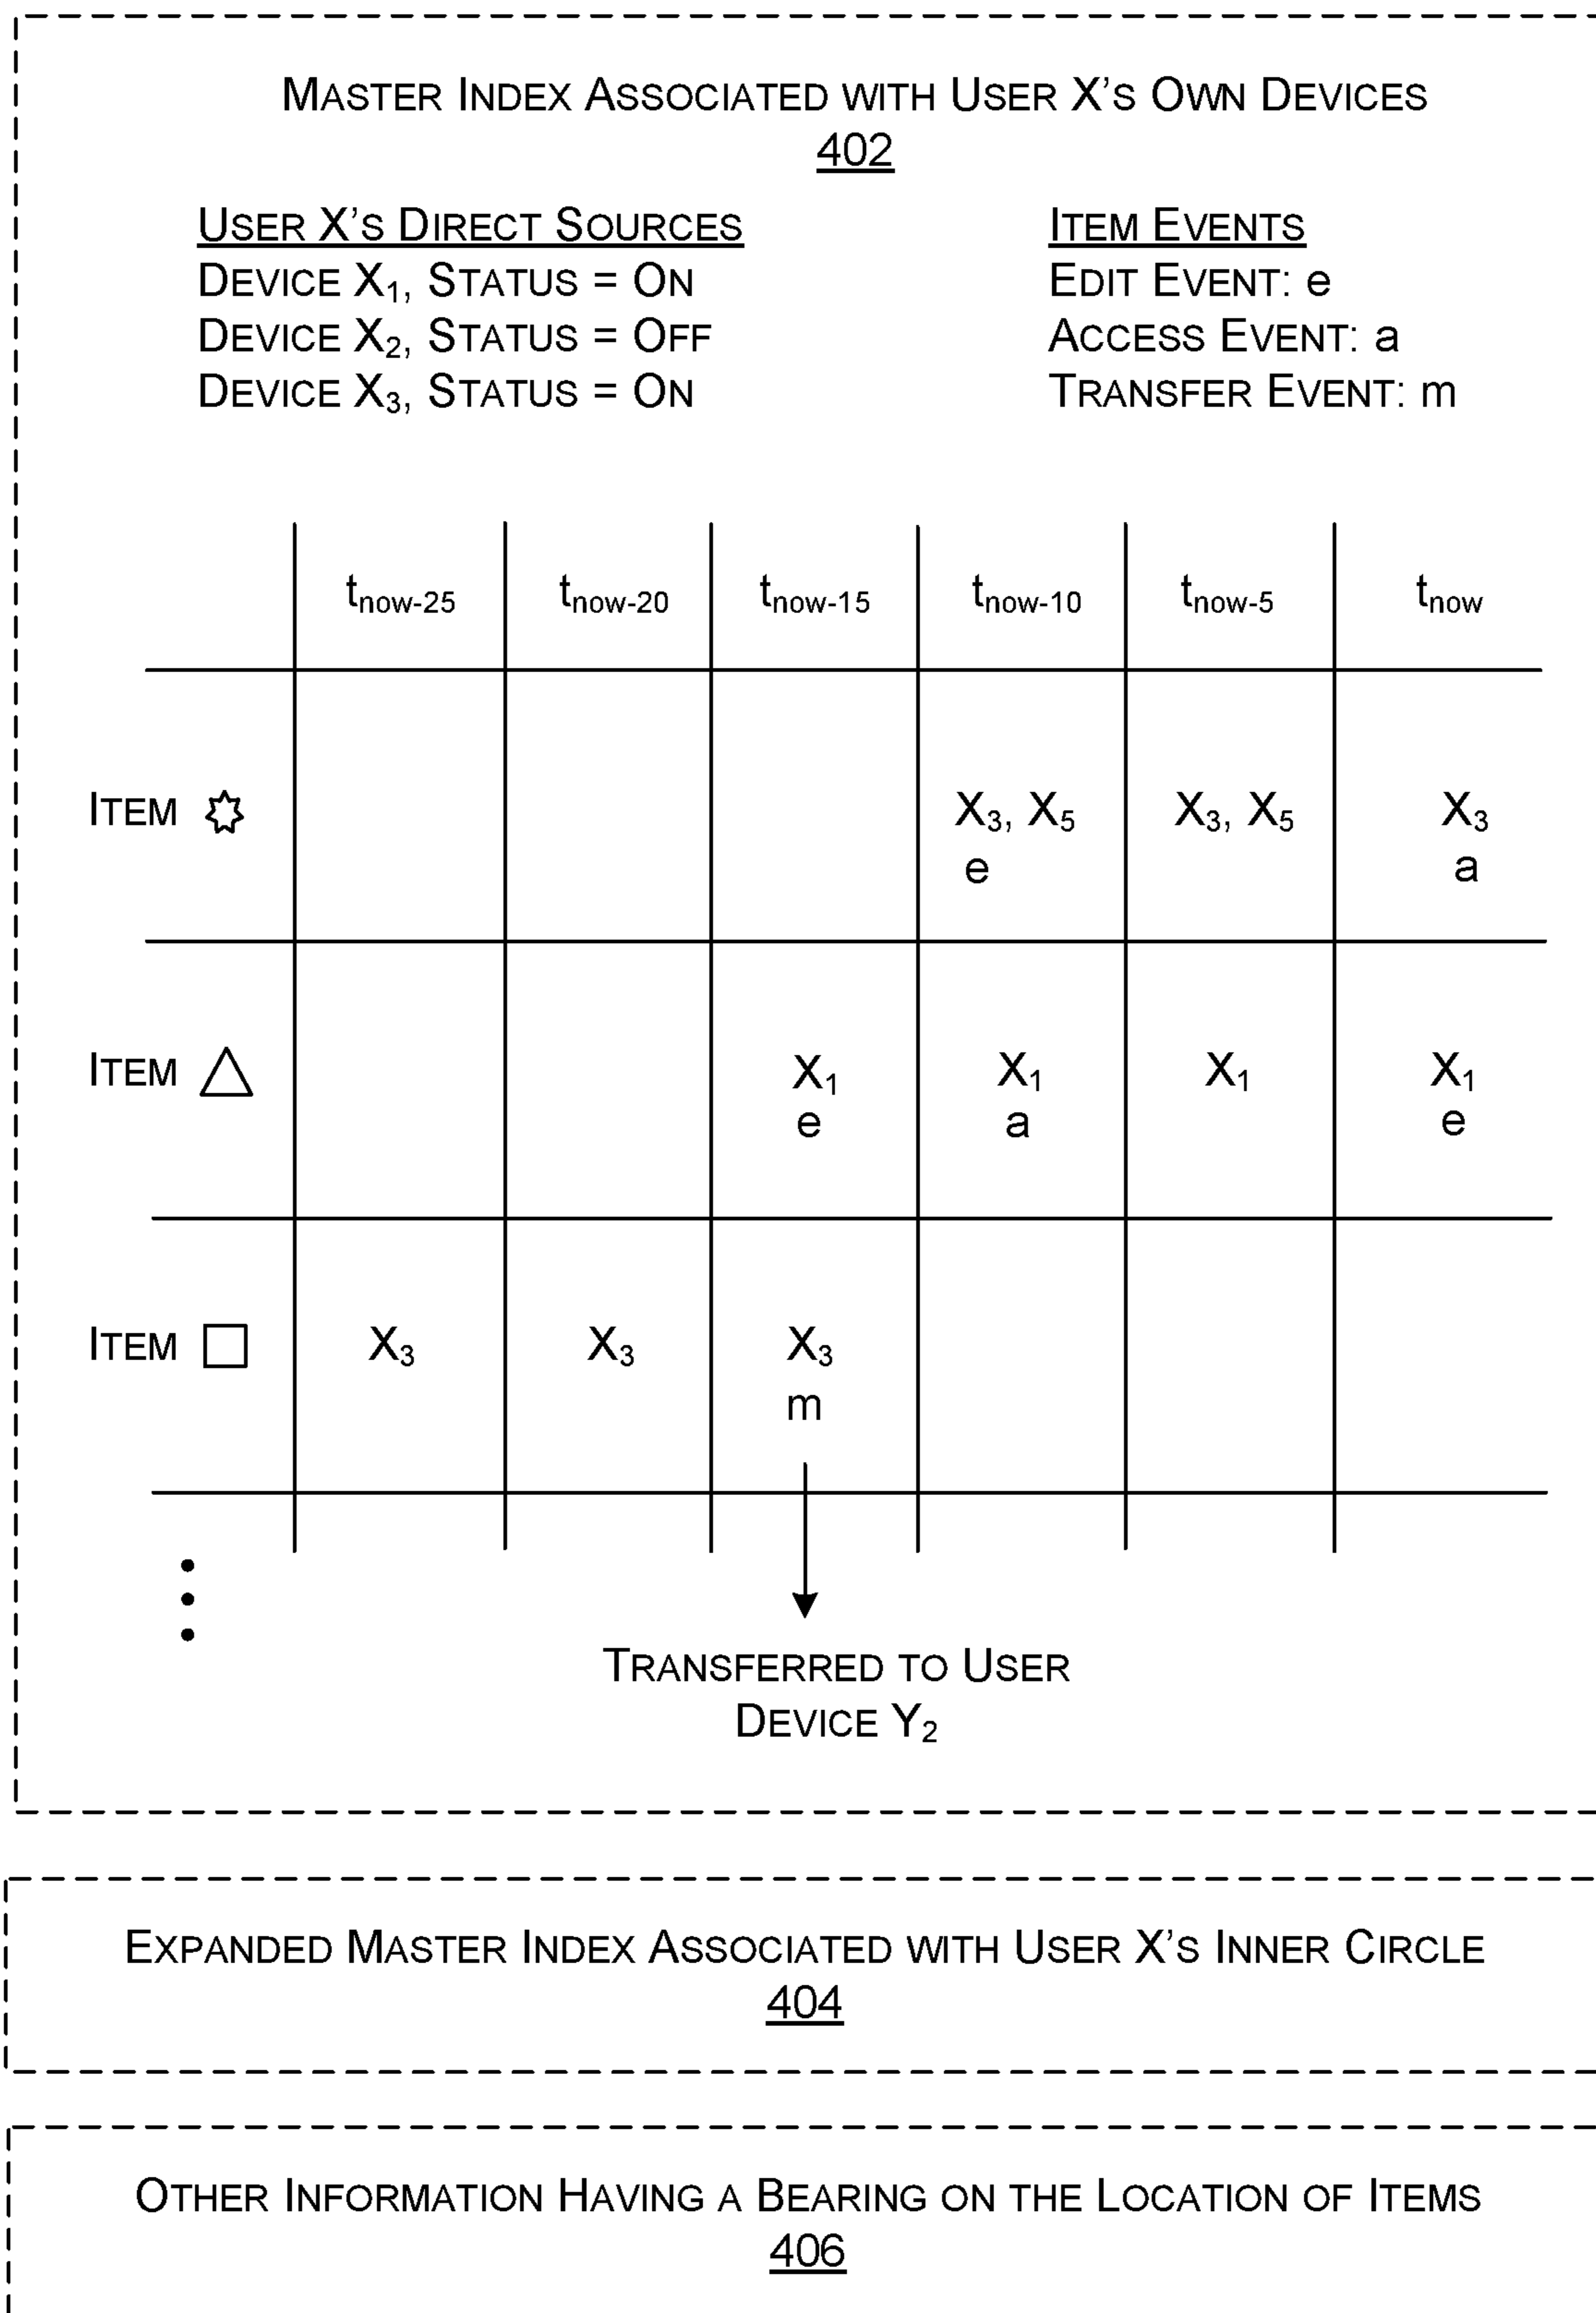 MASTER INDEX ASSOCIATED WITH USER X'S OWN DEVICES
402
USER X'S DIRECT SOURCES
DEVICE X₁, STATUS = ON
DEVICE X₂, STATUS = OFF
DEVICE X₃, STATUS = ON
ITEM EVENTS
EDIT EVENT: e
ACCESS EVENT: a
TRANSFER EVENT: m
tnow-25 tnow-20 tnow-15 tnow-10 tnow-5 tnow
ITEM X₃, X₅ X₃, X₅ X₃
e a
ITEM X₁ X₁ X₁ X₁
e a e
ITEM X₃ X₃ X₃
m
TRANSFERRED TO USER
DEVICE Y₂
EXPANDED MASTER INDEX ASSOCIATED WITH USER X'S INNER CIRCLE
404
OTHER INFORMATION HAVING A BEARING ON THE LOCATION OF ITEMS
406